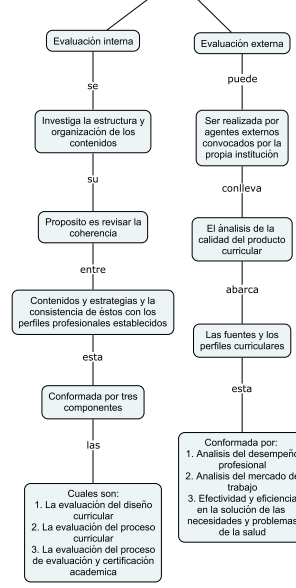 Evaluación interna
se
Investiga la estructura y
organización de los
contenidos
su
Proposito es revisar la
coherencia
entre
Contenidos y estrategias y la
consistencia de éstos con los
perfiles profesionales establecidos
esta
Conformada por tres
componentes
las
Cuales son:
1. La evaluación del diseño
curricular
2. La evaluación del proceso
curricular
3. La evaluación del proceso
de evaluación y certificación
academica
Evaluación externa
puede
Ser realizada por
agentes externos
convocados por la
propia institución
conlleva
El ánalisis de la
calidad del producto
curricular
abarca
Las fuentes y los
perfiles curriculares
esta
Conformada por:
1. Analisis del desempeño
profesional
2. Analisis del mercado de
trabajo
3. Efectividad y eficiencia
en la solución de las
necesidades y problemas
de la salud